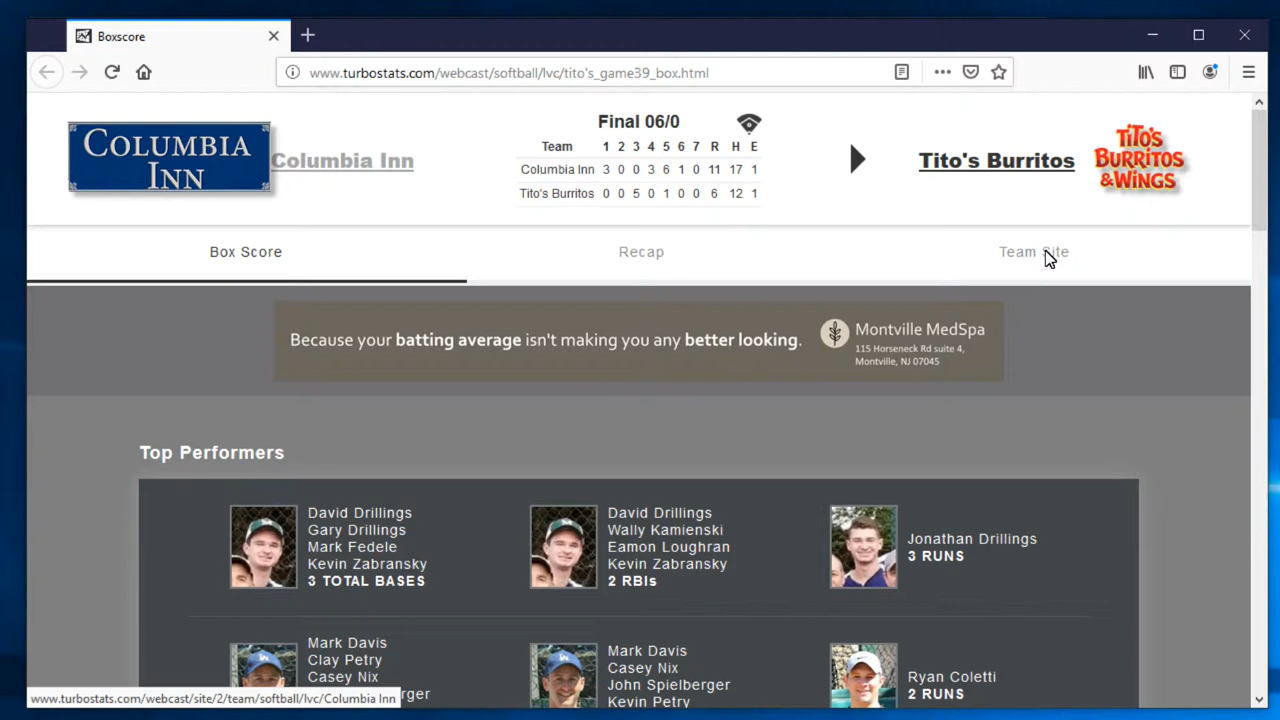 Boxscore
www.turbostats.com/webcast/softball/lvc/tito's_game39_box.html
COLUMBIA
INN
Columbia Inn
Final 06/0
Team 1 2 3 4 5 6 7 R H E
Columbia Inn 3 0 0 3 6 1 0 11 17 1
Tito's Burritos 0 0 5 0 1 0 0 6 12 1
Tito's Burritos
TiTO'S
BURRITOS
&WINGS
Box Score
Recap
Team Site
Because your batting average isn't making you any better looking.
Montville MedSpa
115 Horseneck Rd suite 4,
Montville, NJ 07045
Top Performers
David Drillings
Gary Drillings
Mark Fedele
Kevin Zabransky
3 TOTAL BASES
David Drillings
Wally Kamienski
Eamon Loughran
Kevin Zabransky
2 RBIs
Jonathan Drillings
3 RUNS
Mark Davis
Clay Petry
Casey Nix
Mark Davis
Casey Nix
John Spielberger
Kevin Petry
Ryan Coletti
2 RUNS
www.turbostats.com/webcast/site/2/team/softball/lvc/Columbia Inn